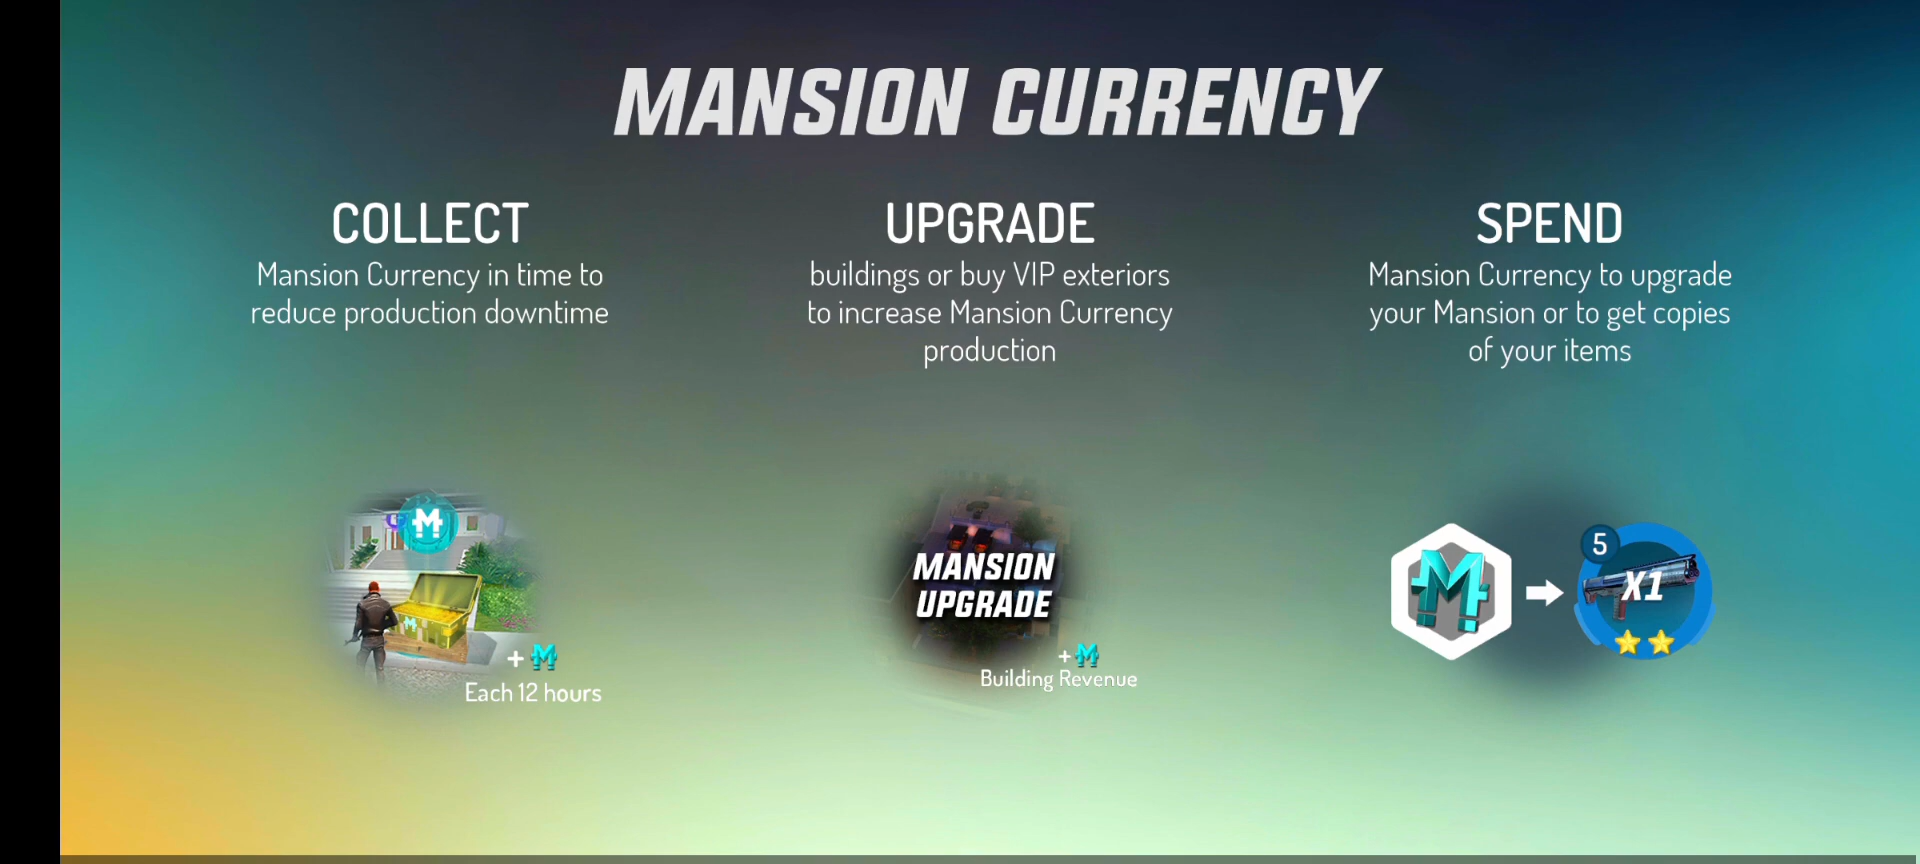 MANSION CURRENCY
COLLECT
Mansion Currency in time to
reduce production downtime
UPGRADE
buildings or buy VIP exteriors
to increase Mansion Currency
production
SPEND
Mansion Currency to upgrade
your Mansion or to get copies
of your items
M
+ M
Each 12 hours
MANSION
UPGRADE
+ M
Building Revenue
M
5
X1